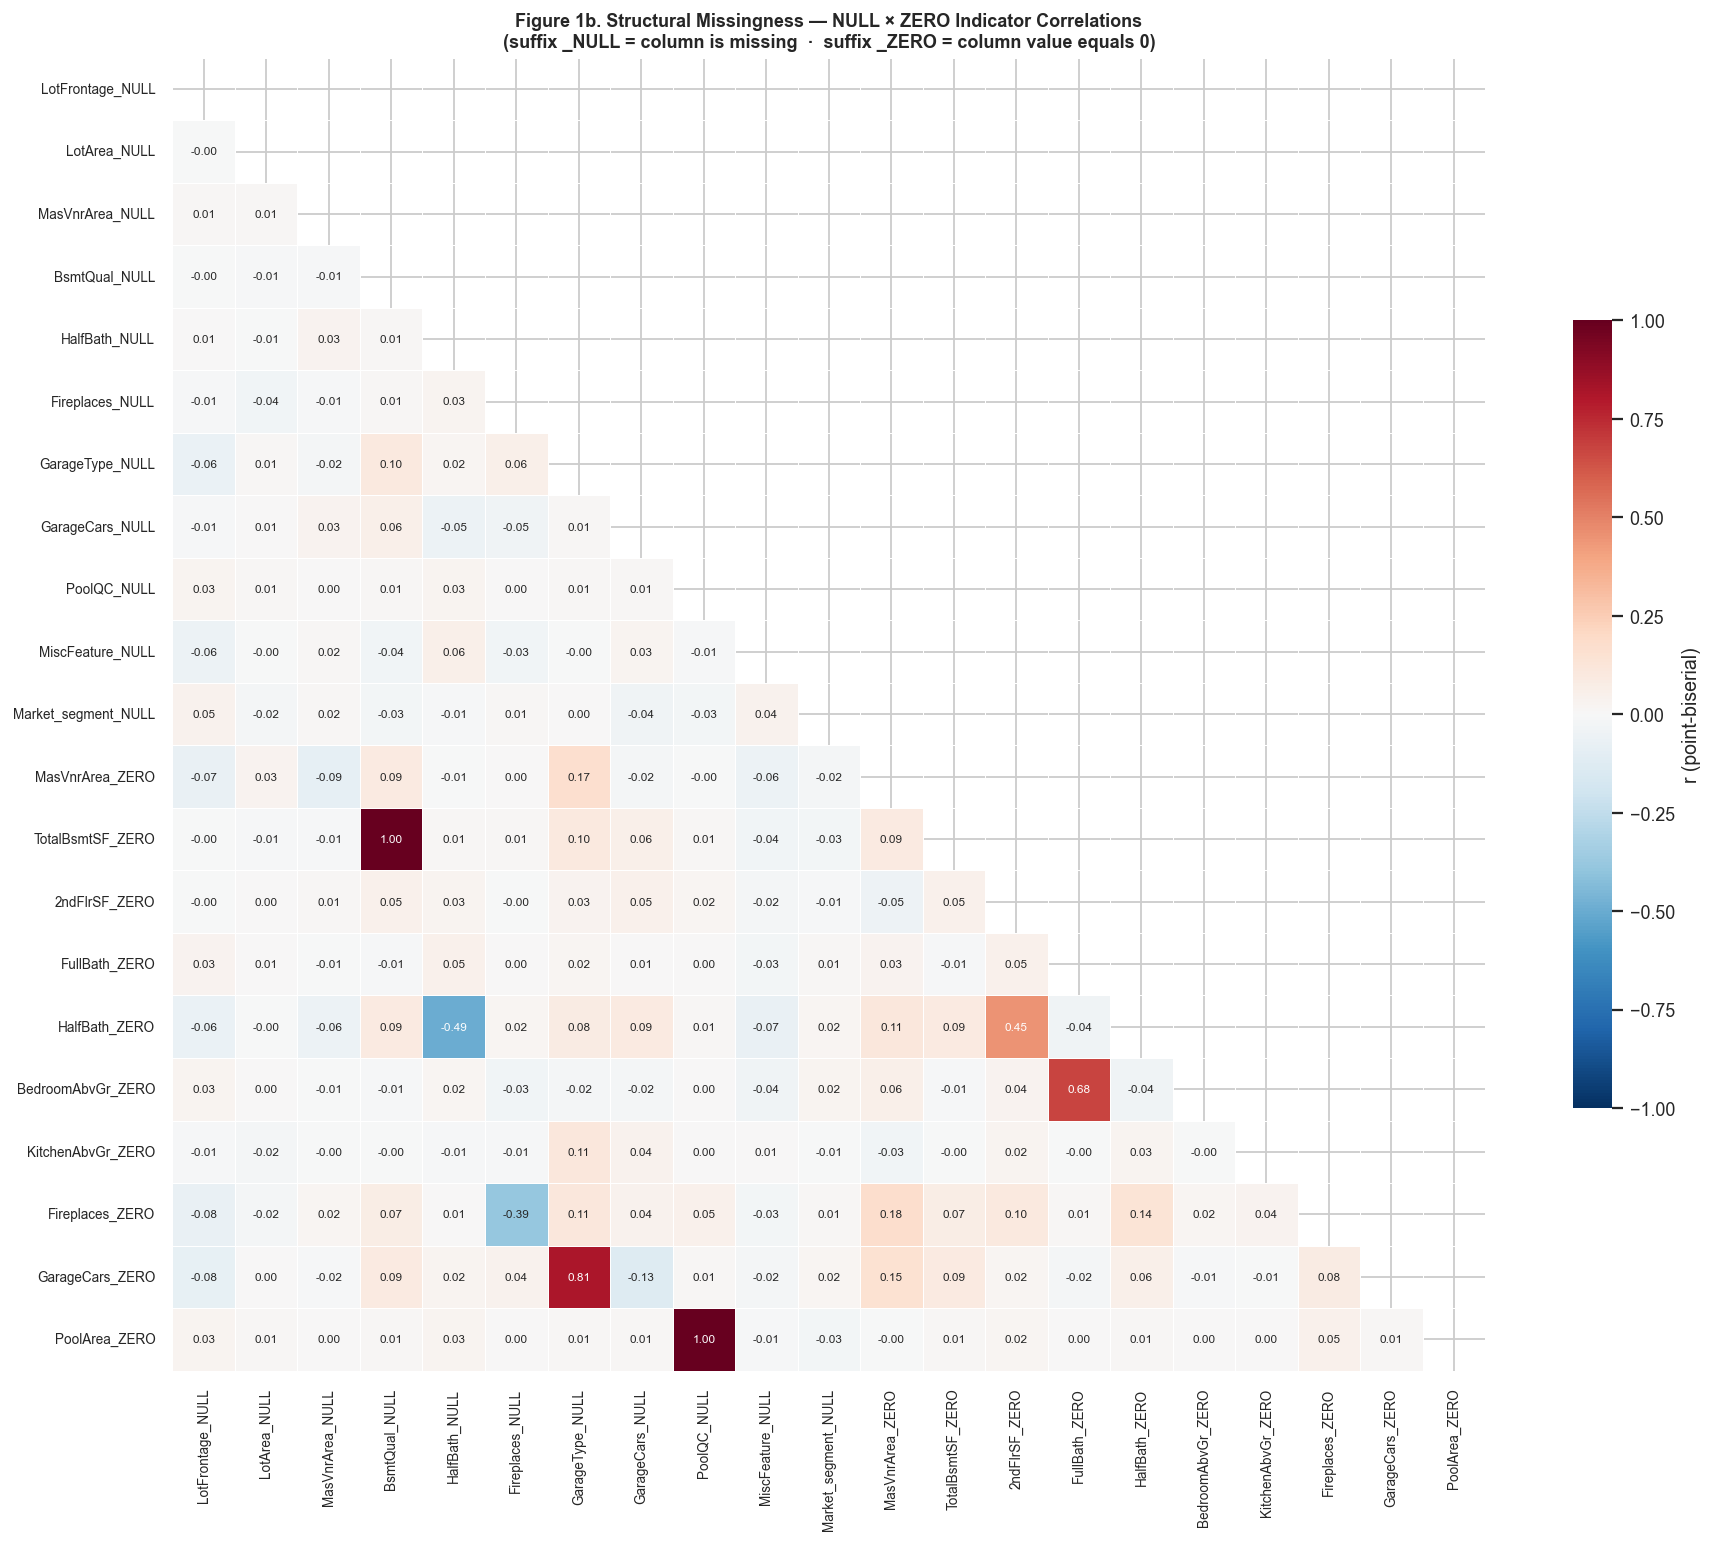 Figure 1b. Structural Missingness — NULL × ZERO Indicator Correlations
(suffix _NULL = column is missing · suffix _ZERO = column value equals 0)
LotFrontage_NULL
LotArea_NULL -0.00
MasVnrArea_NULL 0.01 0.01
BsmtQual_NULL -0.00 -0.01 -0.01
HalfBath_NULL 0.01 -0.01 0.03 0.01
Fireplaces_NULL -0.01 -0.04 -0.01 0.01 0.03
GarageType_NULL -0.06 0.01 -0.02 0.10 0.02 0.06
GarageCars_NULL -0.01 0.01 0.03 0.06 -0.05 -0.05 0.01
PoolQC_NULL 0.03 0.01 0.00 0.01 0.03 0.00 0.01 0.01
MiscFeature_NULL -0.06 -0.00 0.02 -0.04 0.06 -0.03 -0.00 0.03 -0.01
Market_segment_NULL 0.05 -0.02 0.02 -0.03 -0.01 0.01 0.00 -0.04 -0.03 0.04
MasVnrArea_ZERO -0.07 0.03 -0.09 0.09 -0.01 0.00 0.17 -0.02 -0.00 -0.06 -0.02
TotalBsmtSF_ZERO -0.00 -0.01 -0.01 1.00 0.01 0.01 0.10 0.06 0.01 -0.04 -0.03 0.09
2ndFlrSF_ZERO -0.00 0.00 0.01 0.05 0.03 -0.00 0.03 0.05 0.02 -0.02 -0.01 -0.05 0.05
FullBath_ZERO 0.03 0.01 -0.01 -0.01 0.05 0.00 0.02 0.01 0.00 -0.03 0.01 0.03 -0.01 0.05
HalfBath_ZERO -0.06 -0.00 -0.06 0.09 -0.49 0.02 0.08 0.09 0.01 -0.07 0.02 0.11 0.09 0.45 -0.04
BedroomAbvGr_ZERO 0.03 0.00 -0.01 -0.01 0.02 -0.03 -0.02 -0.02 0.00 -0.04 0.02 0.06 -0.01 0.04 0.68 -0.04
KitchenAbvGr_ZERO -0.01 -0.02 -0.00 -0.00 -0.01 -0.01 0.11 0.04 0.00 0.01 -0.01 -0.03 -0.00 0.02 -0.00 0.03 -0.00
Fireplaces_ZERO -0.08 -0.02 0.02 0.07 0.01 -0.39 0.11 0.04 0.05 -0.03 0.01 0.18 0.07 0.10 0.01 0.14 0.02 0.04
GarageCars_ZERO -0.08 0.00 -0.02 0.09 0.02 0.04 0.81 -0.13 0.01 -0.02 0.02 0.15 0.09 0.02 -0.02 0.06 -0.01 -0.01 0.08
PoolArea_ZERO 0.03 0.01 0.00 0.01 0.03 0.00 0.01 0.01 1.00 -0.01 -0.03 -0.00 0.01 0.02 0.00 0.01 0.00 0.00 0.05 0.01
LotFrontage_NULL
LotArea_NULL
MasVnrArea_NULL
BsmtQual_NULL
HalfBath_NULL
Fireplaces_NULL
GarageType_NULL
GarageCars_NULL
PoolQC_NULL
MiscFeature_NULL
Market_segment_NULL
MasVnrArea_ZERO
TotalBsmtSF_ZERO
2ndFlrSF_ZERO
FullBath_ZERO
HalfBath_ZERO
BedroomAbvGr_ZERO
KitchenAbvGr_ZERO
Fireplaces_ZERO
GarageCars_ZERO
PoolArea_ZERO
1.00
0.75
0.50
0.25
0.00
−0.25
−0.50
−0.75
−1.00
r (point-biserial)